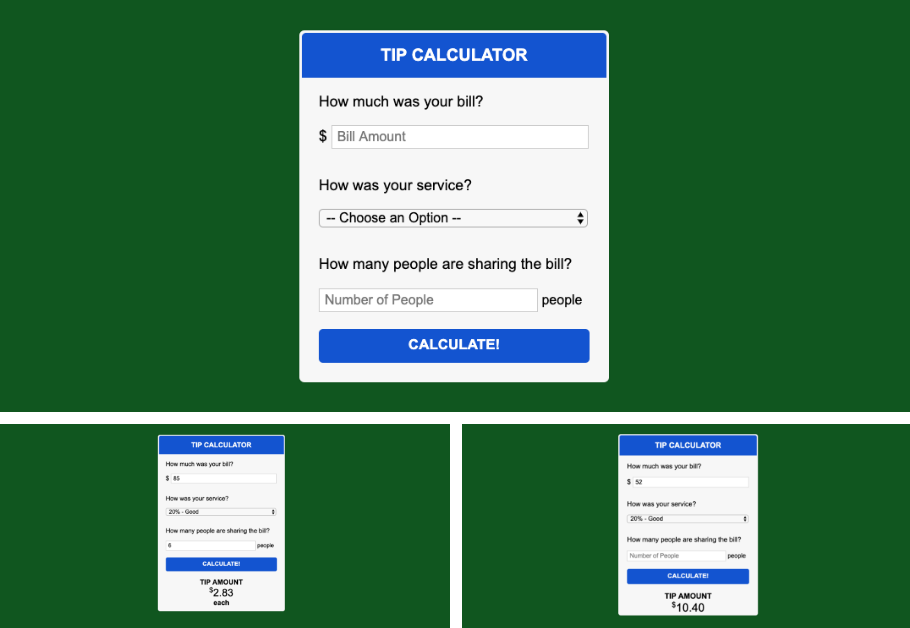 TIP CALCULATOR
How much was your bill?
$ Bill Amount
How was your service?
-- Choose an Option --
How many people are sharing the bill?
Number of People people
CALCULATE!
TIP CALCULATOR
How much was your bill?
$ 85
How was your service?
20% - Good
How many people are sharing the bill?
6 people
CALCULATE!
TIP AMOUNT
$2.83
each
TIP CALCULATOR
How much was your bill?
$ 52
How was your service?
20% - Good
How many people are sharing the bill?
Number of People people
CALCULATE!
TIP AMOUNT
$10.40